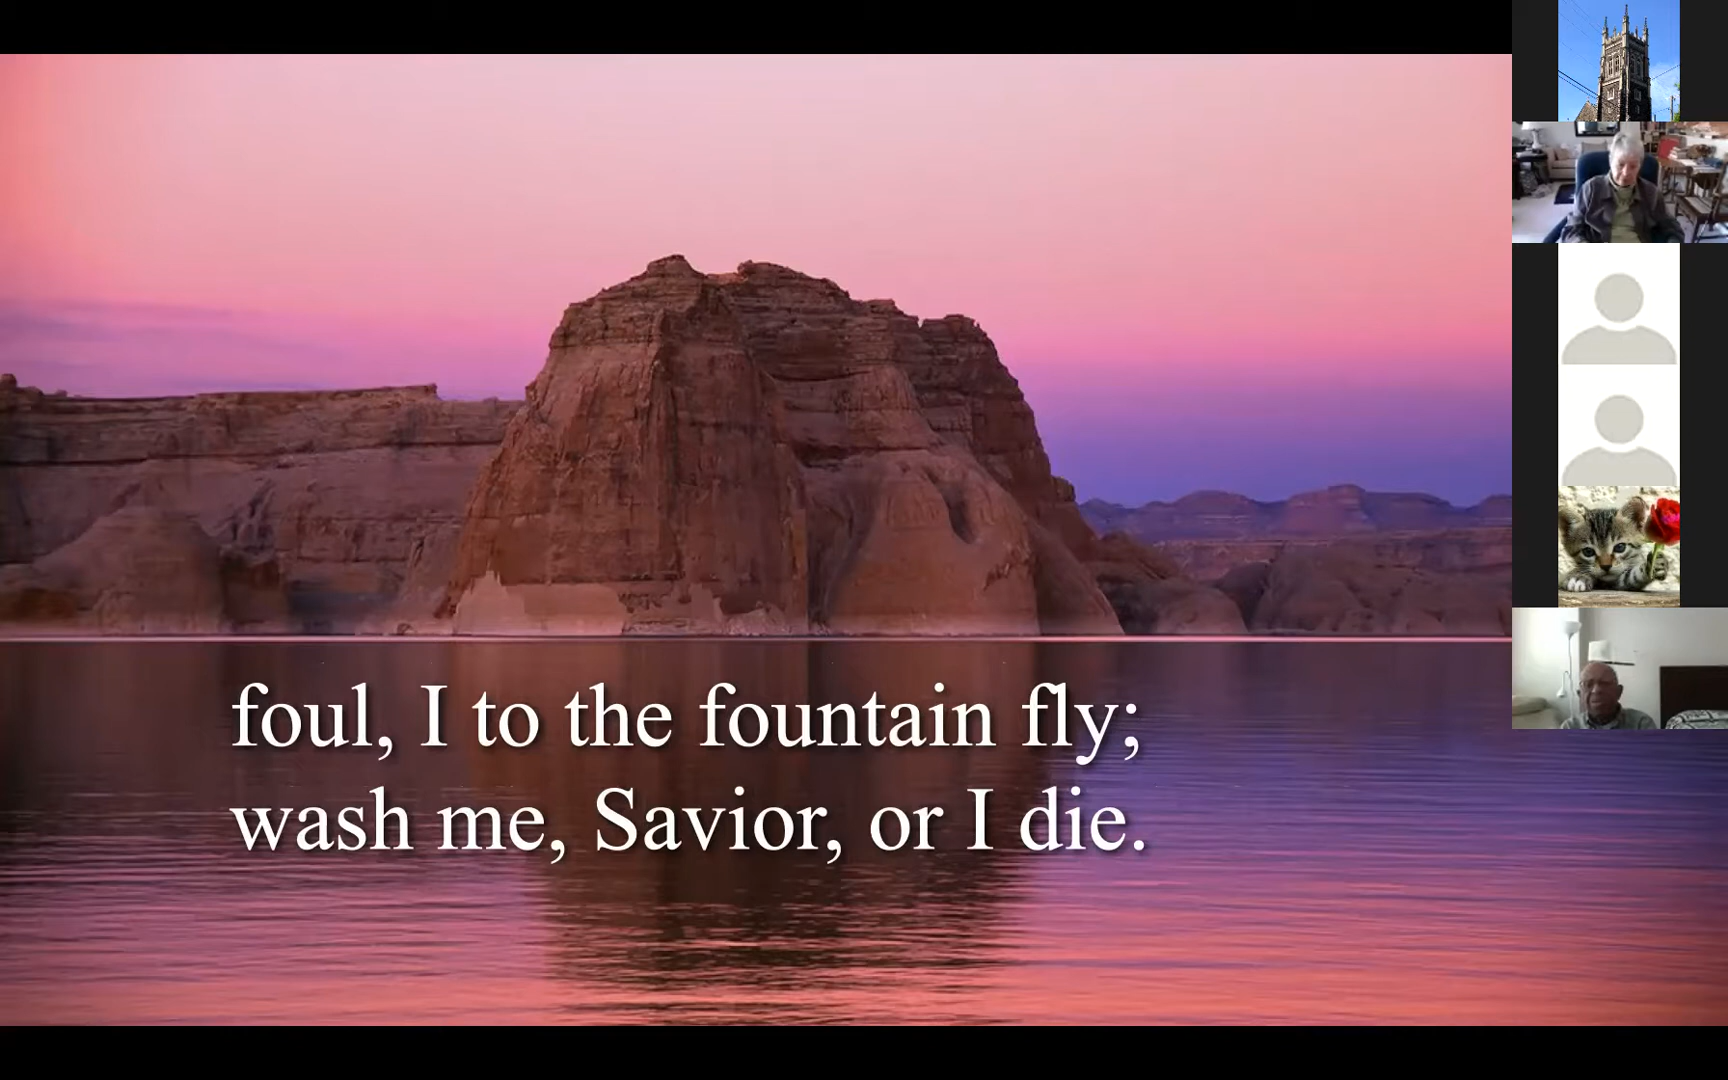 foul, I to the fountain fly;
wash me, Savior, or I die.